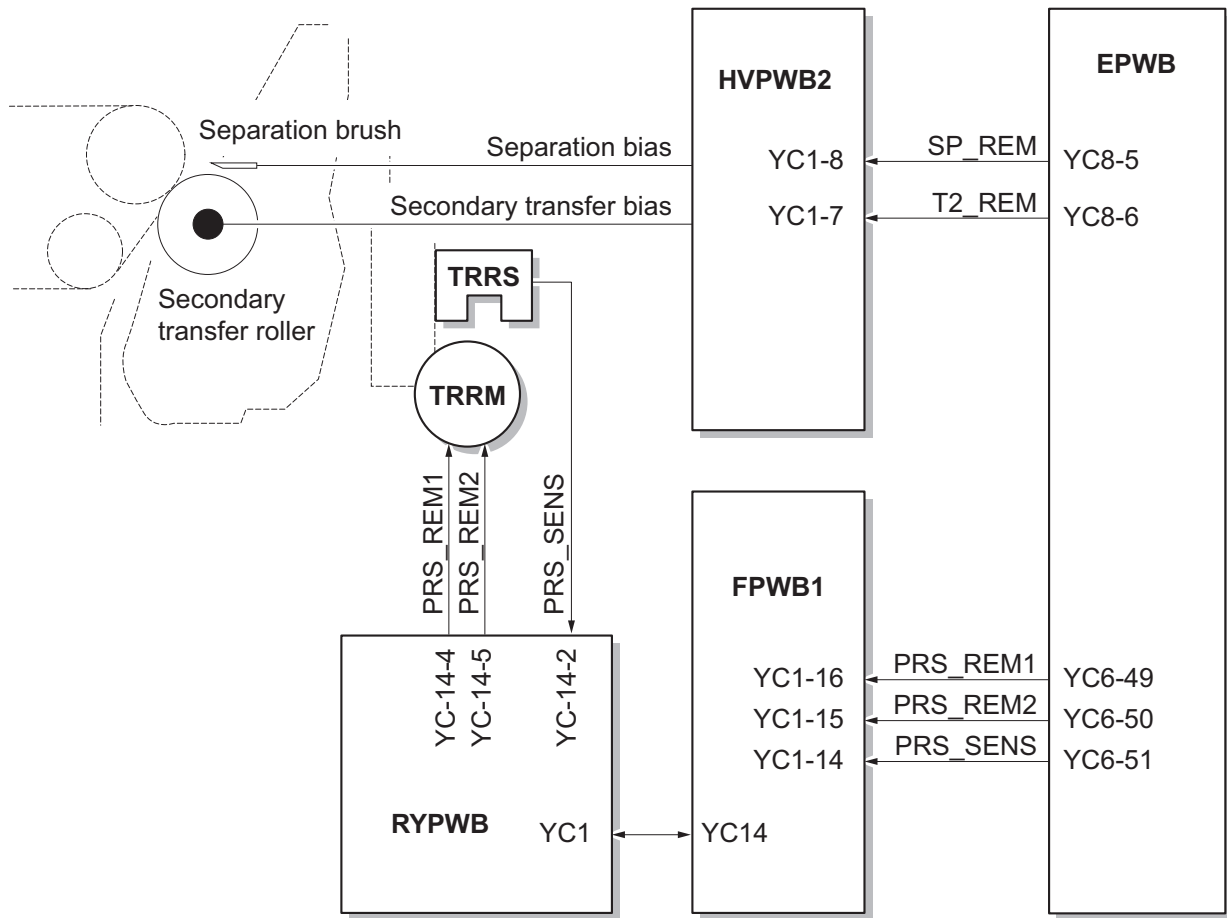 HVPWB2
EPWB
Separation brush
Separation bias
YC1-8
SP_REM
YC8-5
Secondary transfer bias
YC1-7
T2_REM
YC8-6
TRRS
Secondary
transfer roller
TRRM
PRS_REM1
PRS_REM2
PRS_SENS
FPWB1
YC-14-4
YC-14-5
YC-14-2
YC1-16
PRS_REM1
YC6-49
YC1-15
PRS_REM2
YC6-50
YC1-14
PRS_SENS
YC6-51
RYPWB
YC1
YC14